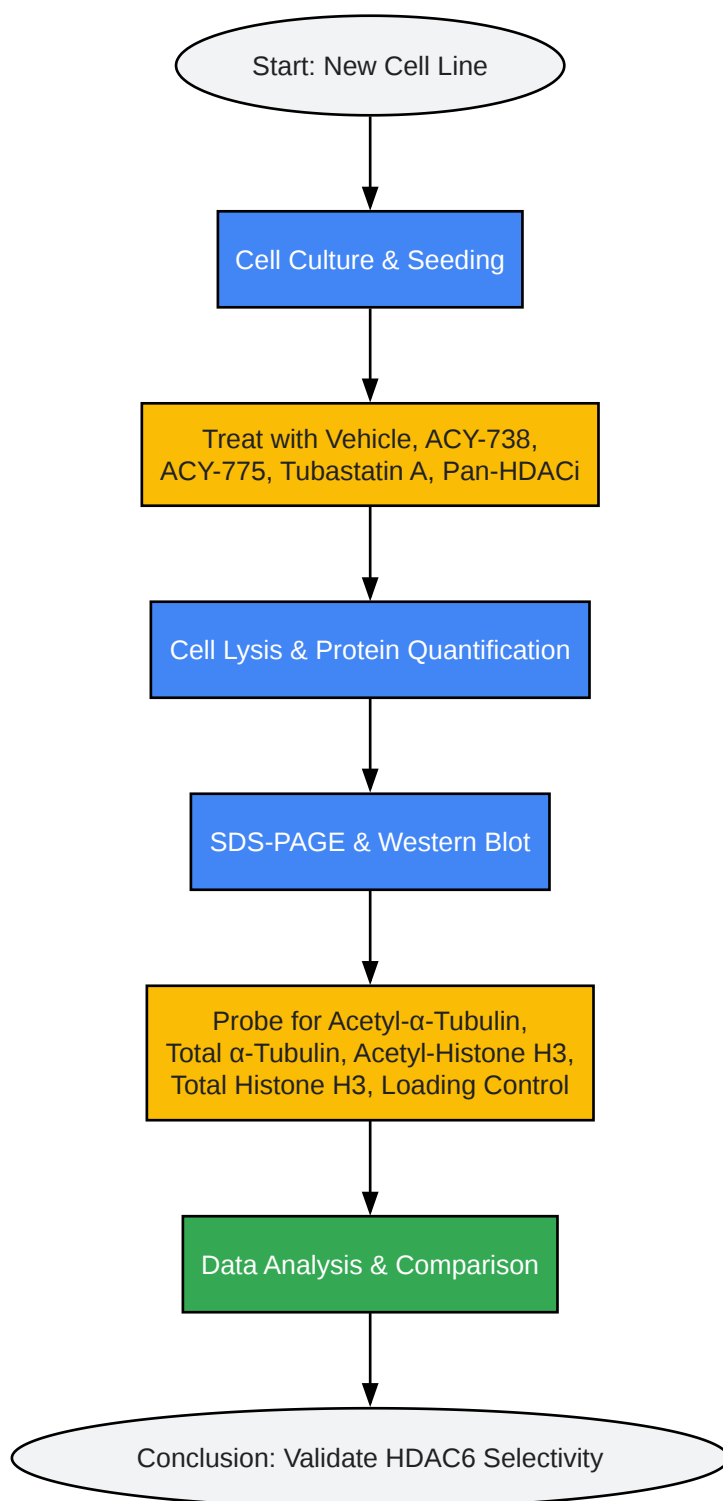 Start: New Cell Line
Cell Culture & Seeding
Treat with Vehicle, ACY-738,
ACY-775, Tubastatin A, Pan-HDACi
Cell Lysis & Protein Quantification
SDS-PAGE & Western Blot
Probe for Acetyl-α-Tubulin,
Total α-Tubulin, Acetyl-Histone H3,
Total Histone H3, Loading Control
Data Analysis & Comparison
Conclusion: Validate HDAC6 Selectivity